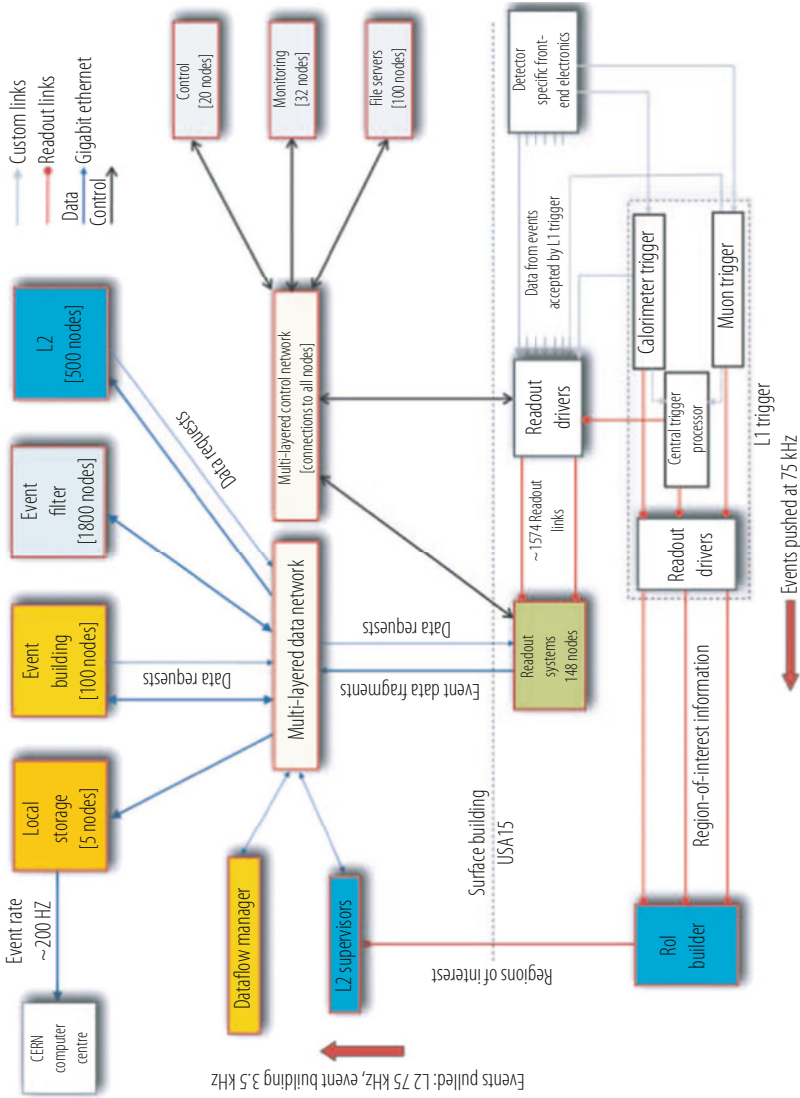 Custom links
Readout links
Data
Gigabit ethernet
Control
CERN
computer
centre
Event rate
~200 HZ
Local
storage
[5 nodes]
Event
building
[100 nodes]
Event
filter
[1800 nodes]
L2
[500 nodes]
Data requests
Data requests
Dataflow manager
L2 supervisors
Multi-layered data network
Multi-layered control network
[connections to all nodes]
Control
[20 nodes]
Monitoring
[32 nodes]
File servers
[100 nodes]
Events pulled: L2 75 kHz, event building 3.5 kHz
Event data fragments
Data requests
Surface building
USA15
Regions of interest
Readout
systems
148 nodes
~1574 Readout
links
Readout drivers
Data from events
accepted by L1 trigger
Detector
specific front-
end electronics
RoI
builder
Region-of-interest information
Readout
drivers
Central trigger
processor
Calorimeter trigger
Muon trigger
L1 trigger
Events pushed at 75 kHz